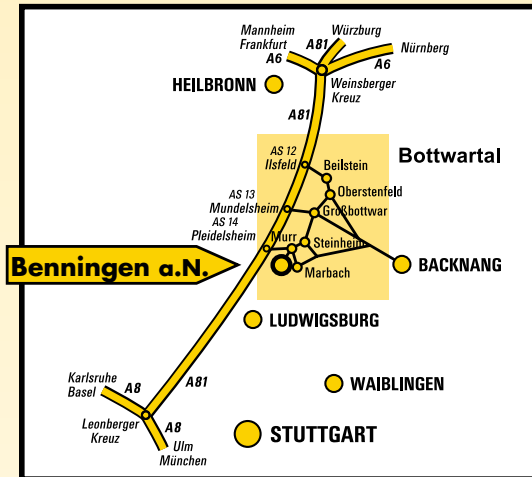 Mannheim
Frankfurt
A6
A81
Würzburg
Nürnberg
A6
HEILBRONN
Weinsberger
Kreuz
A81
AS 12
Ilsfeld
Beilstein
Bottwartal
Oberstenfeld
AS 13
Mundelsheim
Großbottwar
AS 14
Pleidelsheim
Murr
Steinheim
Benningen a.N.
Marbach
BACKNANG
LUDWIGSBURG
Karlsruhe
Basel
A8
A81
WAIBLINGEN
Leonberger
Kreuz
A8
Ulm
München
STUTTGART